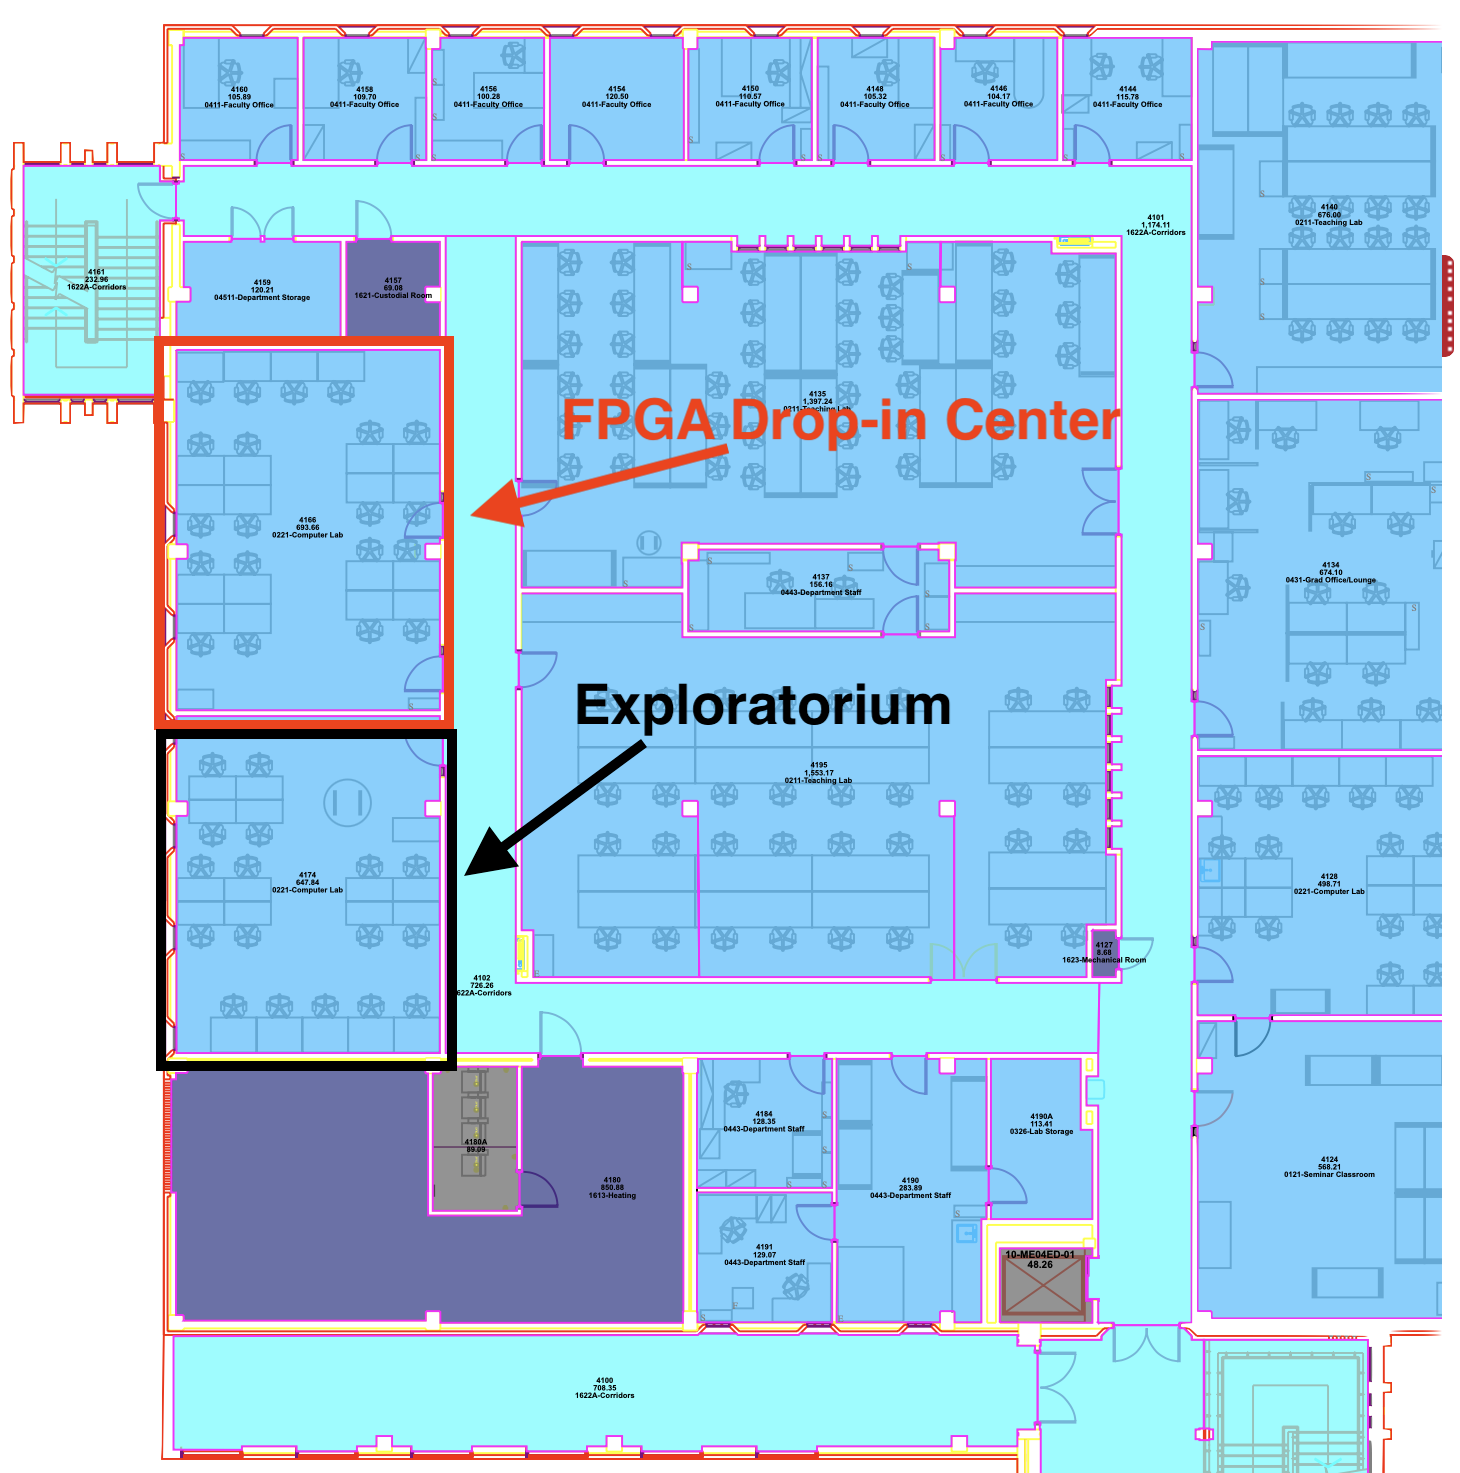 4160
105.89
0411-Faculty Office
4158
109.70
0411-Faculty Office
4156
100.28
0411-Faculty Office
4154
120.50
0411-Faculty Office
4150
110.57
0411-Faculty Office
4148
105.32
0411-Faculty Office
4146
104.17
0411-Faculty Office
4144
115.78
0411-Faculty Office
4140
676.00
0211-Teaching Lab
4101
1,174.11
1622A-Corridors
4161
232.96
1622A-Corridors
4159
120.21
04511-Department Storage
4157
69.08
1621-Custodial Room
4135
1,397.24
0211-Teaching Lab
FPGA Drop-in Center
4166
693.66
0221-Computer Lab
4137
156.16
0443-Department Staff
4134
674.10
0431-Grad Office/Lounge
Exploratorium
4195
1,553.17
0211-Teaching Lab
4174
647.84
0221-Computer Lab
4128
498.71
0221-Computer Lab
4127
8.68
1623-Mechanical Room
4102
726.26
622A-Corridors
4184
128.35
0443-Department Staff
4190A
113.41
0326-Lab Storage
4180A
89.09
4180
850.88
1613-Heating
4190
283.89
0443-Department Staff
4124
568.21
0121-Seminar Classroom
4191
129.07
0443-Department Staff
10-ME04ED-01
48.26
4100
708.35
1622A-Corridors